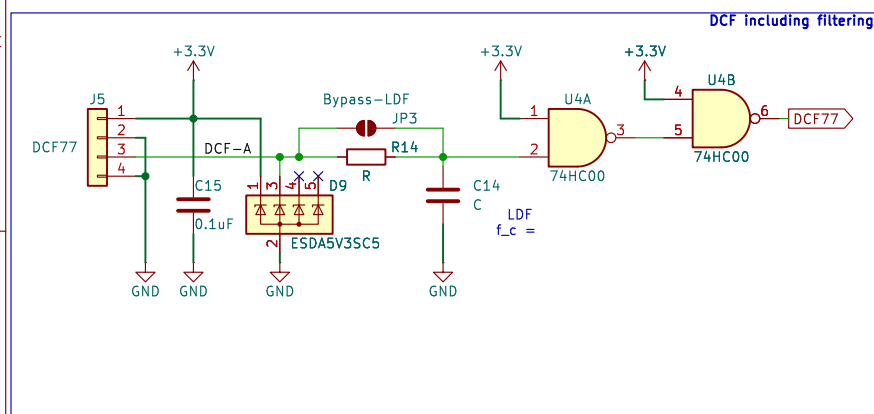 DCF including filtering
+3.3V
+3.3V
+3.3V
J5
DCF77
1
2
3
4
DCF-A
Bypass-LDF
JP3
R14
R
C15
0.1uF
1
3
4
5
D9
2
ESDA5V3SC5
C14
C
LDF
f_c =
U4A
1
2
3
74HC00
U4B
4
5
6
74HC00
DCF77
GND
GND
GND
GND